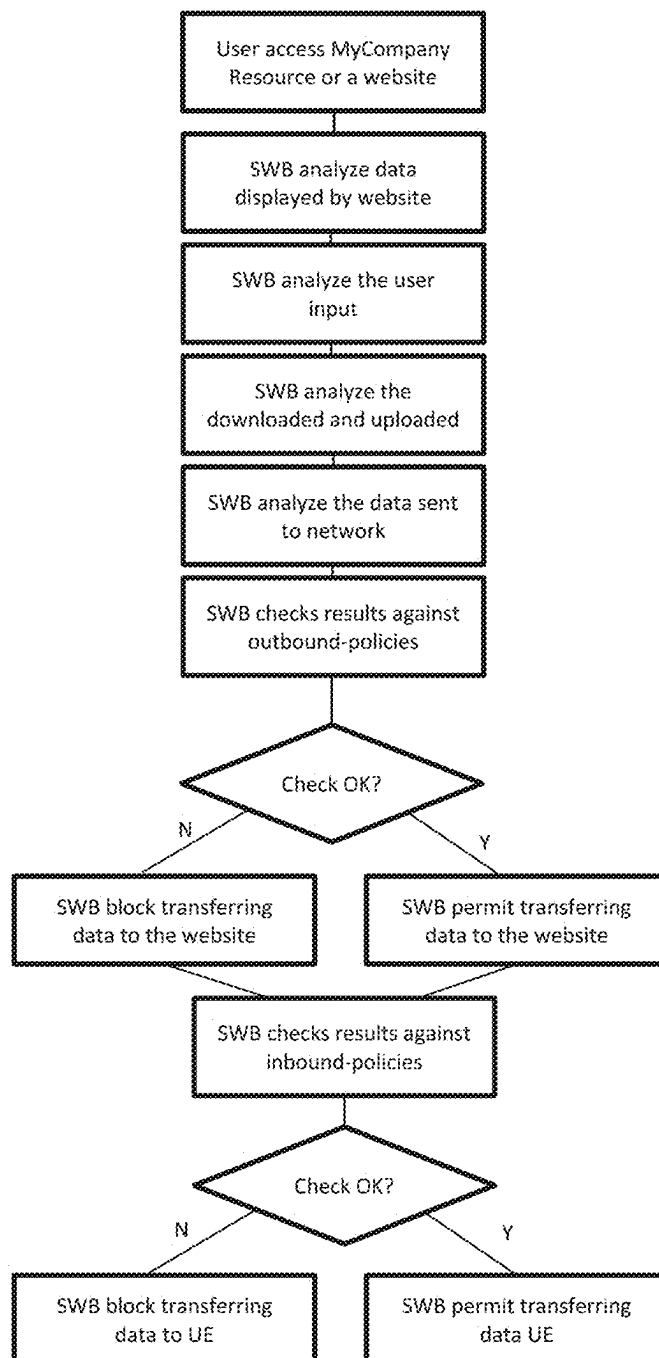 User access MyCompany
Resource or a website
SWB analyze data
displayed by website
SWB analyze the user
input
SWB analyze the
downloaded and uploaded
SWB analyze the data sent
to network
SWB checks results against
outbound-policies
Check OK?
N
Y
SWB block transferring
data to the website
SWB permit transferring
data to the website
SWB checks results against
inbound-policies
Check OK?
N
Y
SWB block transferring
data to UE
SWB permit transferring
data UE